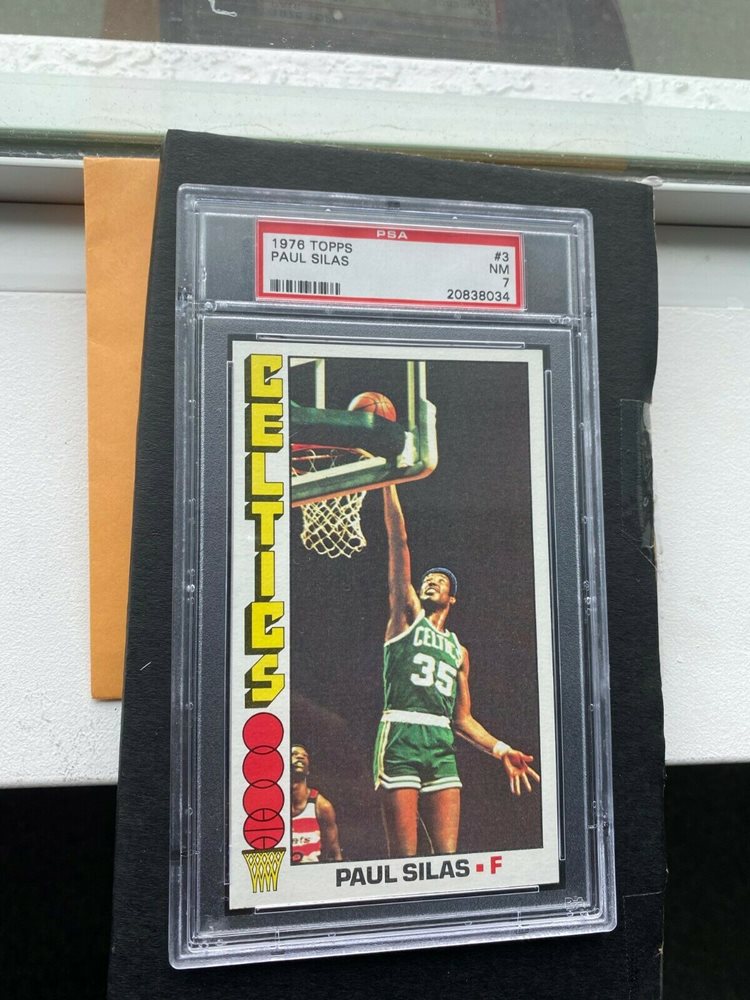 PSA
1976 TOPPS #3
PAUL SILAS NM
7
20838034
CELTICS
CELTICS
35
PAUL SILAS ▪ F